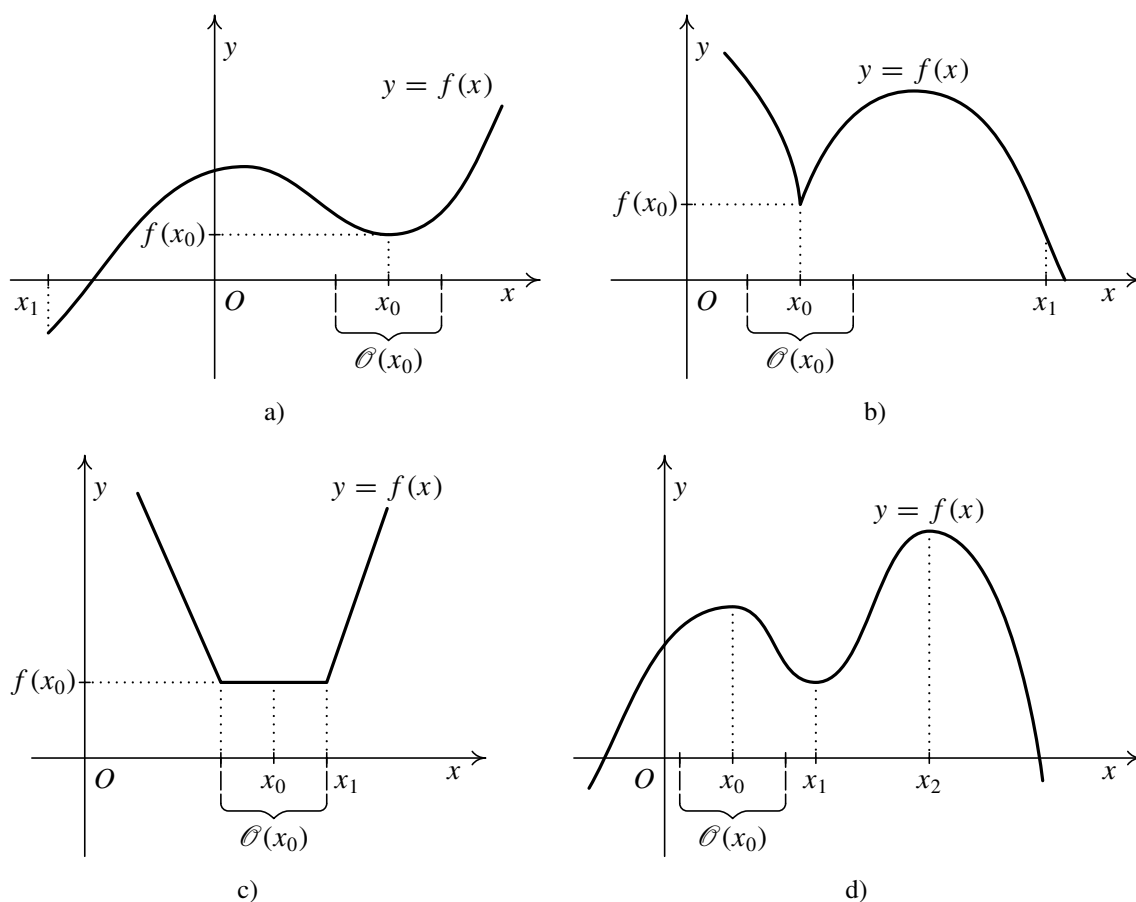 y
y = f(x)
f(x₀)
x₁
O
x₀
x
𝒪(x₀)
a)
y
y = f(x)
f(x₀)
O
x₀
x₁
x
𝒪(x₀)
b)
y
y = f(x)
f(x₀)
O
x₀
x₁
x
𝒪(x₀)
c)
y
y = f(x)
O
x₀
x₁
x₂
x
𝒪(x₀)
d)